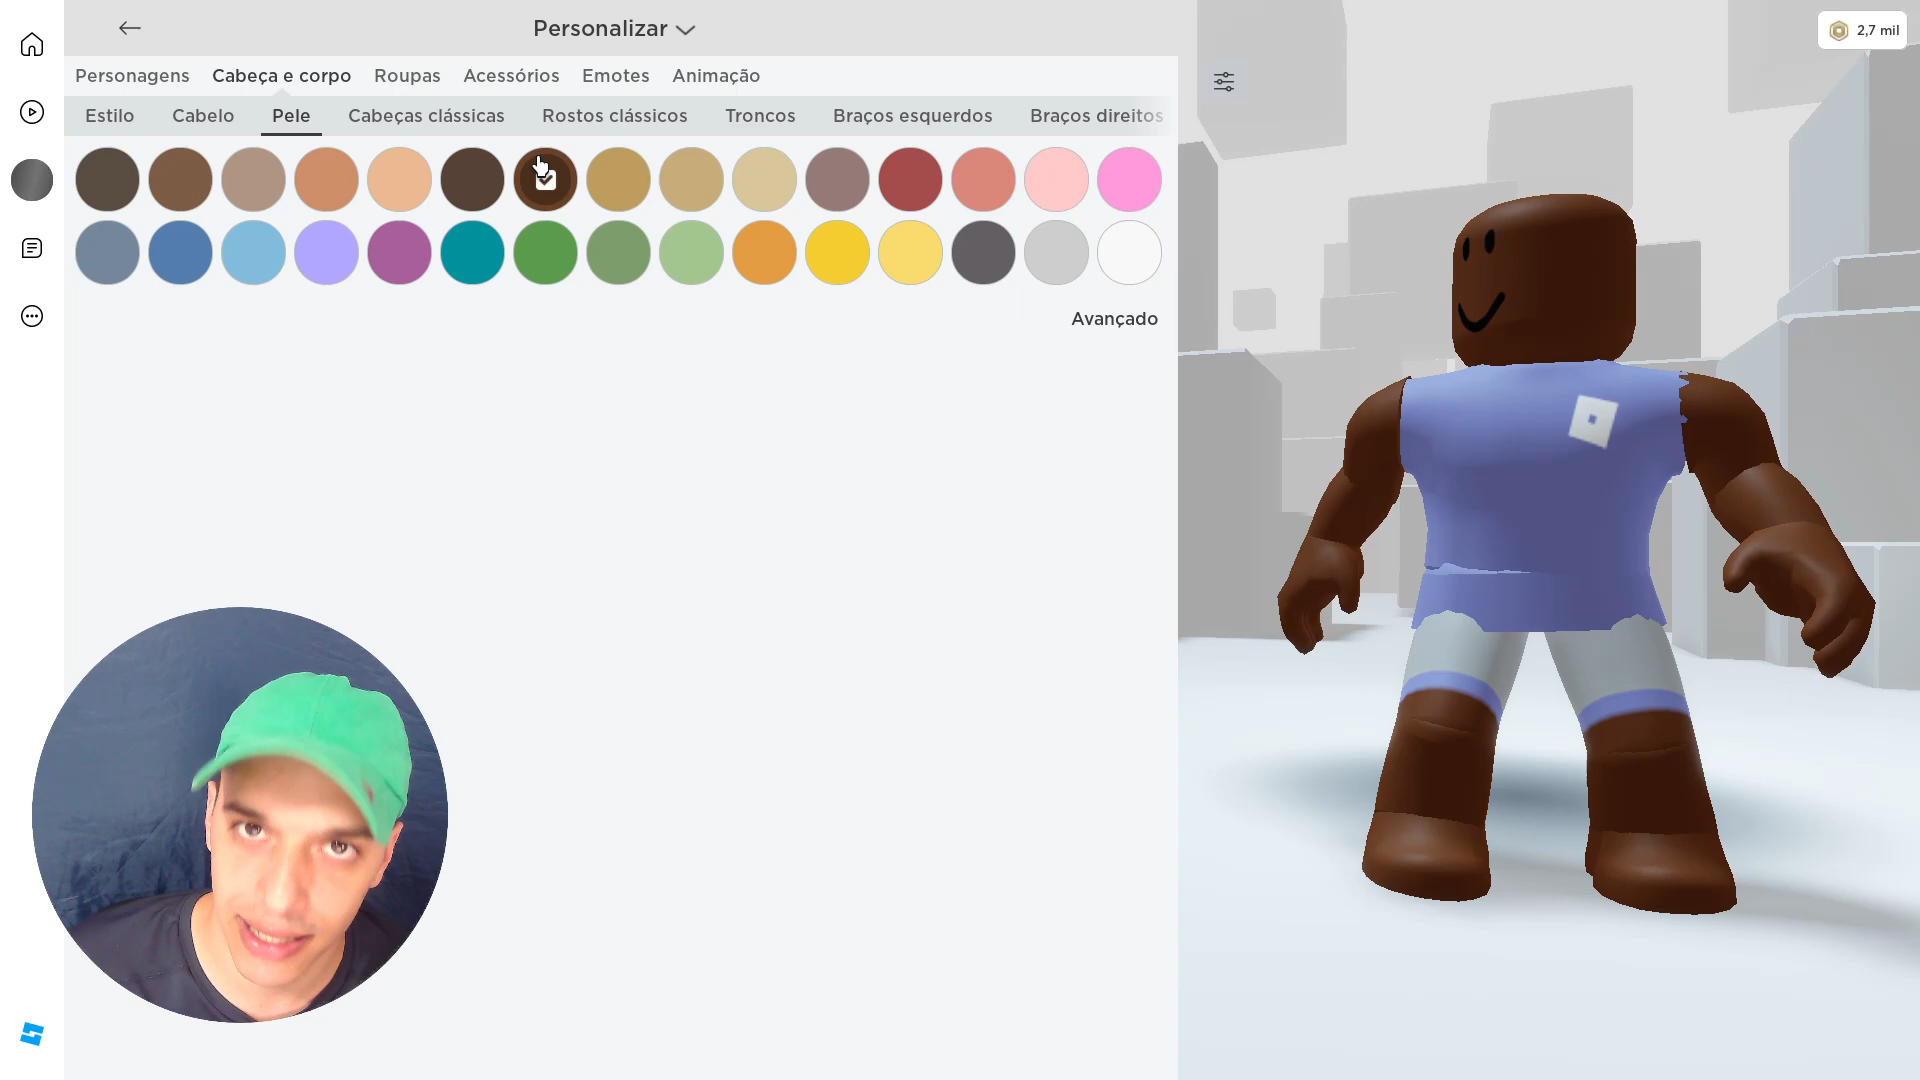 Personalizar
2,7 mil
Personagens Cabeça e corpo Roupas Acessórios Emotes Animação
Estilo Cabelo Pele Cabeças clássicas Rostos clássicos Troncos Braços esquerdos Braços direitos
Avançado